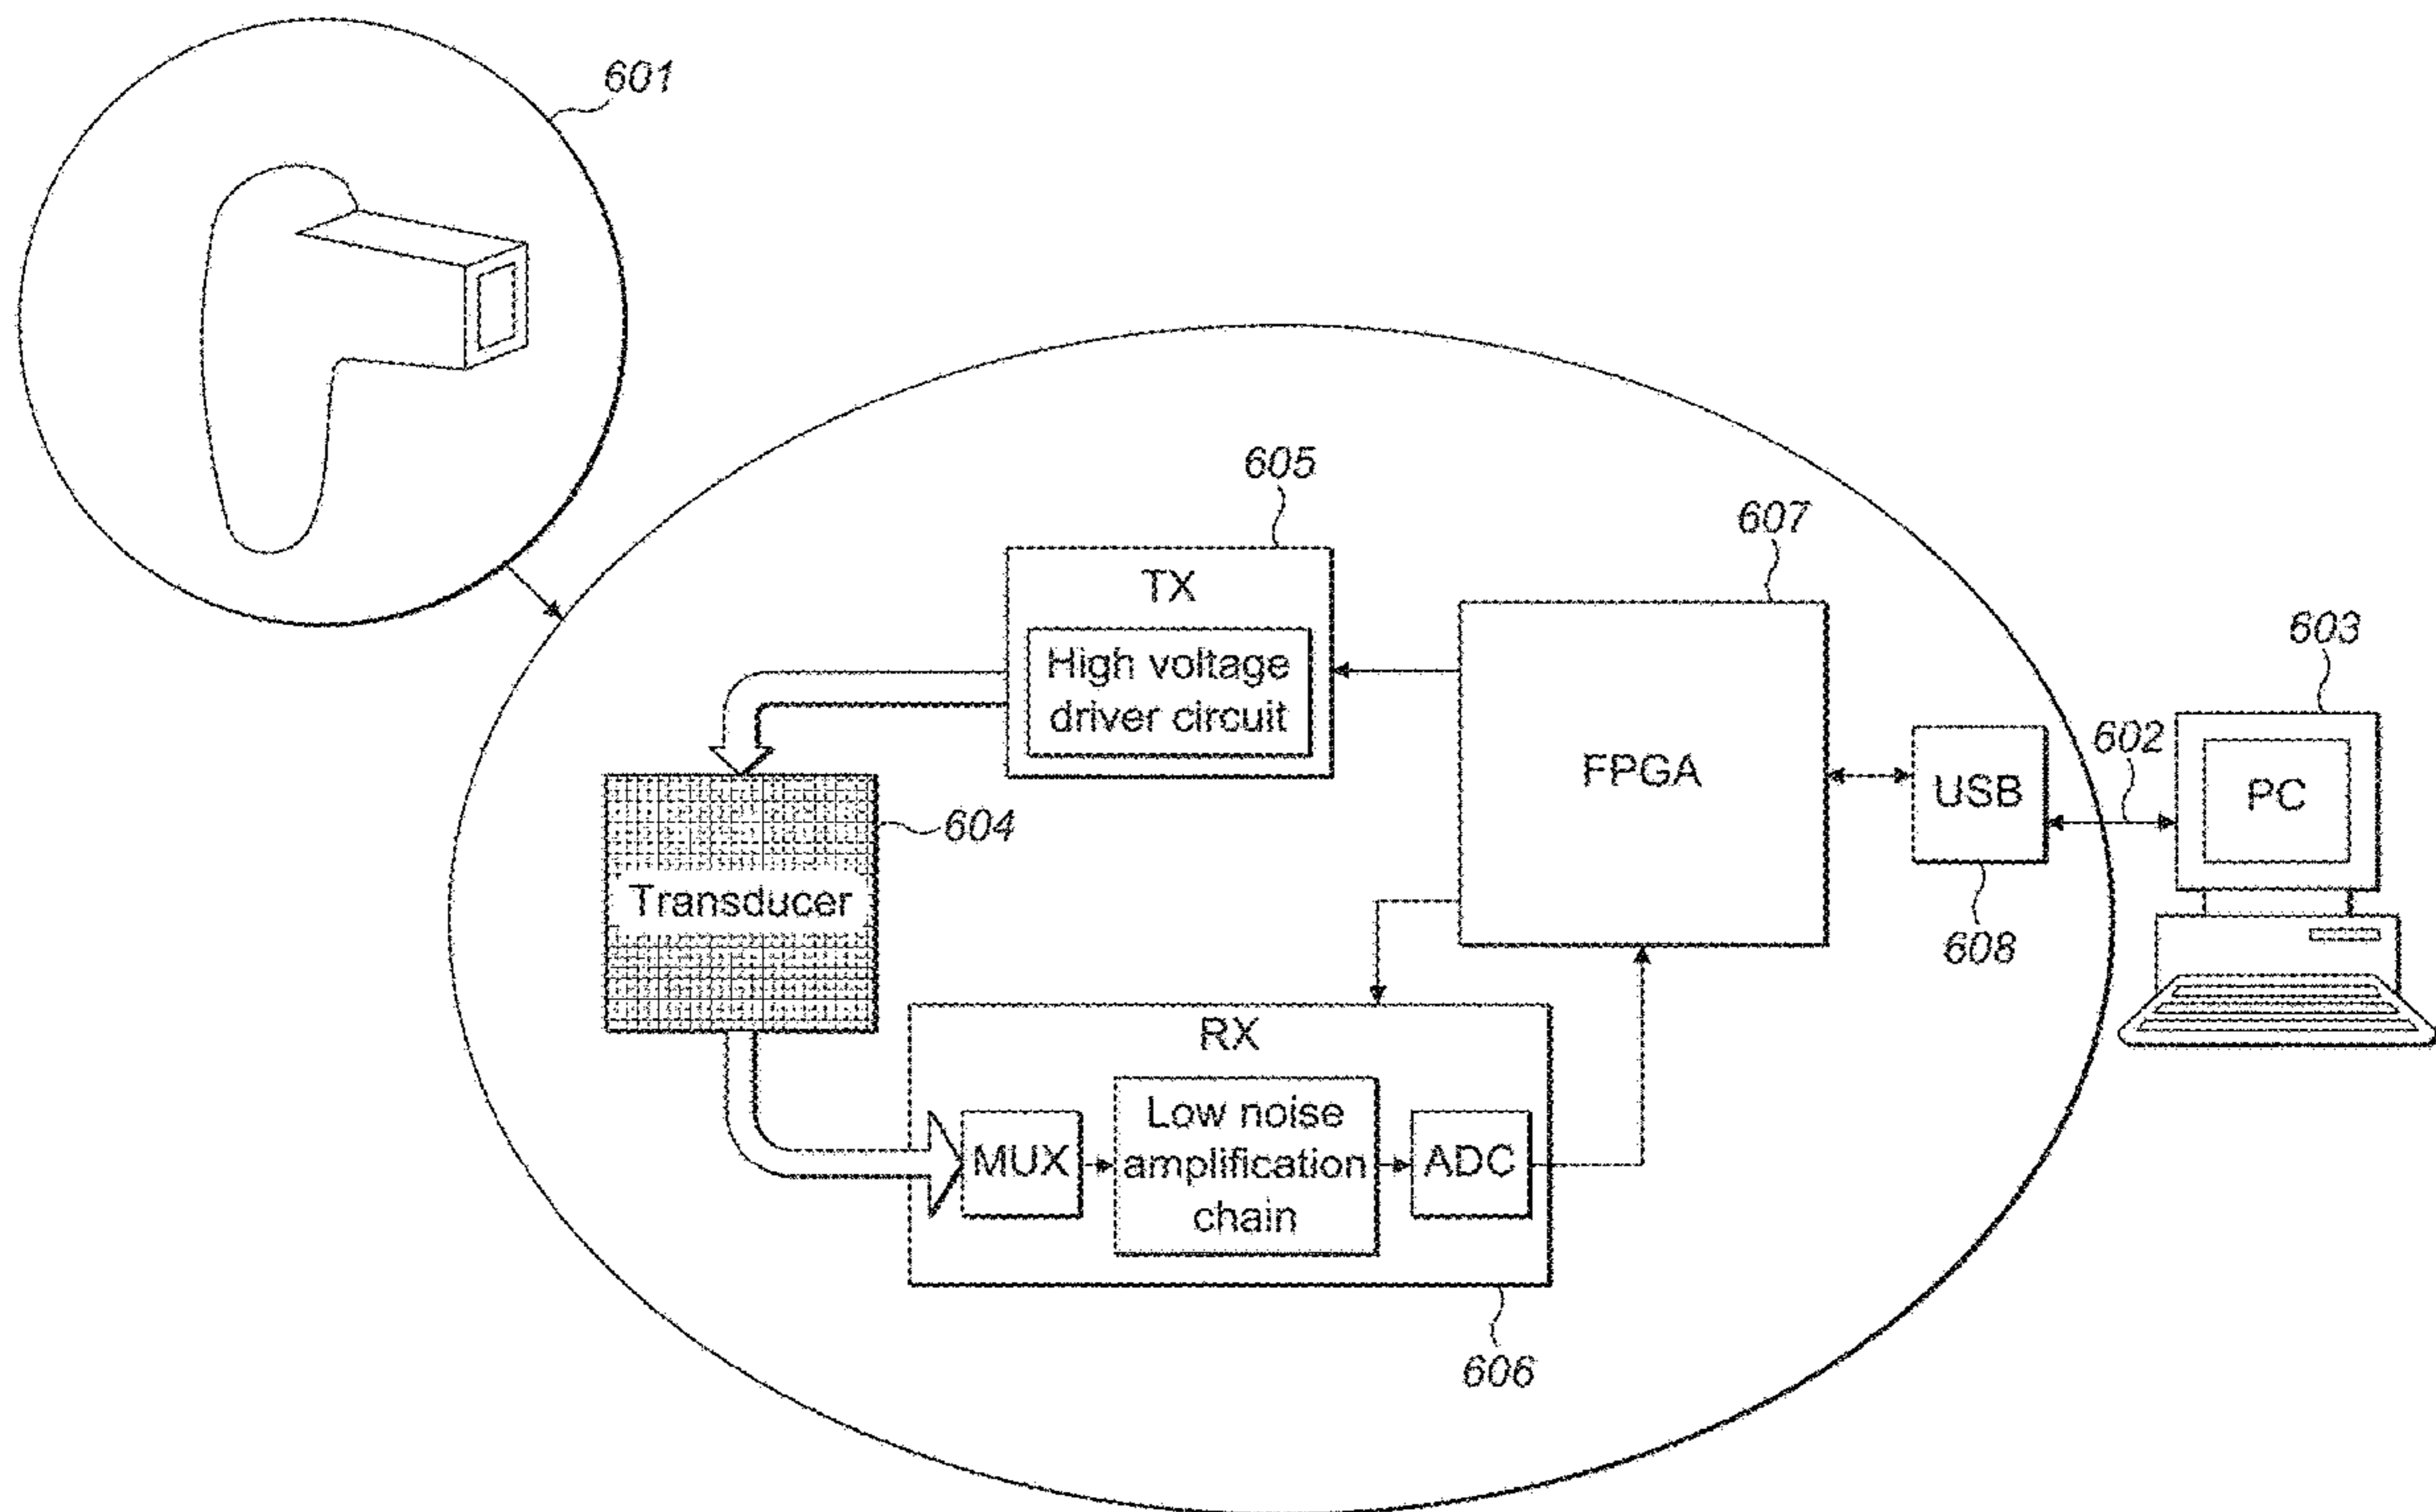 601
605
TX
High voltage
driver circuit
607
FPGA
603
602
USB
PC
608
604
Transducer
RX
MUX
Low noise
amplification
chain
ADC
606